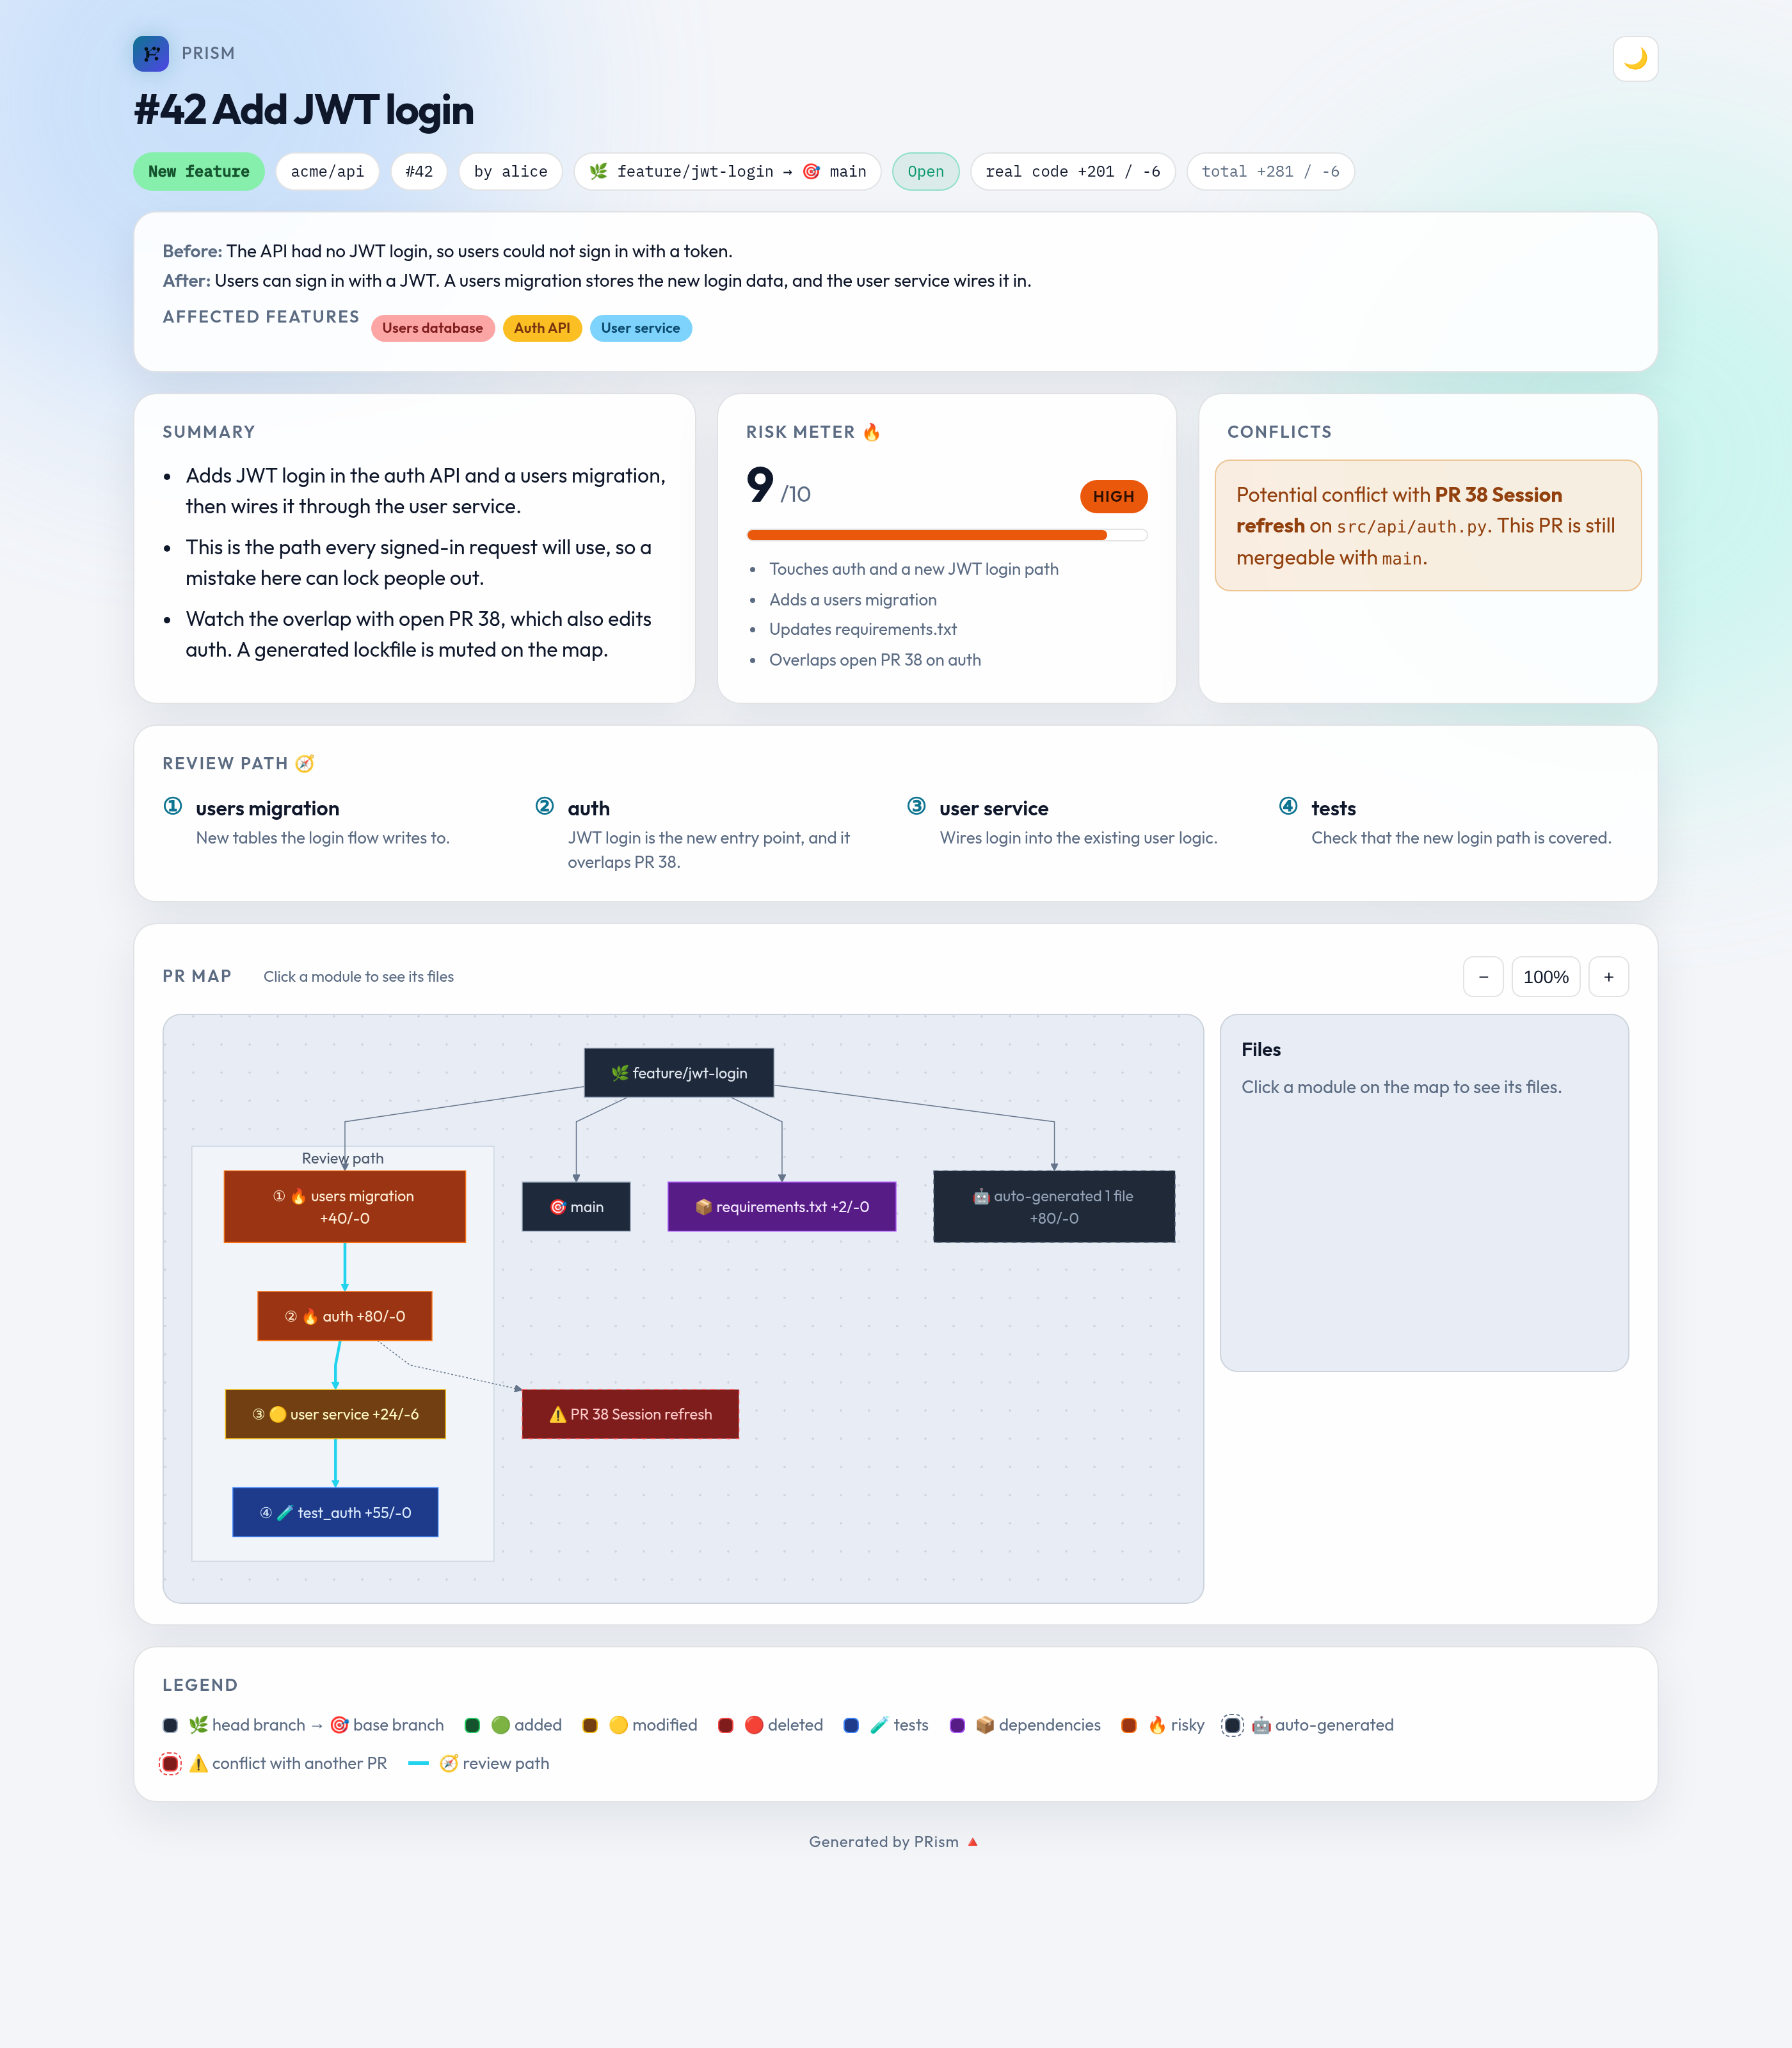 PRISM
🌙
#42 Add JWT login
New feature
acme/api
#42
by alice
🌿 feature/jwt-login → 🎯 main
Open
real code +201 / -6
total +281 / -6
Before: The API had no JWT login, so users could not sign in with a token.
After: Users can sign in with a JWT. A users migration stores the new login data, and the user service wires it in.
AFFECTED FEATURES
Users database
Auth API
User service
SUMMARY
• Adds JWT login in the auth API and a users migration,
then wires it through the user service.
• This is the path every signed-in request will use, so a
mistake here can lock people out.
• Watch the overlap with open PR 38, which also edits
auth. A generated lockfile is muted on the map.
RISK METER 🔥
9 /10
HIGH
• Touches auth and a new JWT login path
• Adds a users migration
• Updates requirements.txt
• Overlaps open PR 38 on auth
CONFLICTS
Potential conflict with PR 38 Session
refresh on src/api/auth.py. This PR is still
mergeable with main.
REVIEW PATH 🧭
① users migration
New tables the login flow writes to.
② auth
JWT login is the new entry point, and it
overlaps PR 38.
③ user service
Wires login into the existing user logic.
④ tests
Check that the new login path is covered.
PR MAP
Click a module to see its files
−
100%
+
🌿 feature/jwt-login
Review path
① 🔥 users migration
+40/-0
🎯 main
📦 requirements.txt +2/-0
🤖 auto-generated 1 file
+80/-0
② 🔥 auth +80/-0
③ 🟡 user service +24/-6
⚠️ PR 38 Session refresh
④ 🧪 test_auth +55/-0
Files
Click a module on the map to see its files.
LEGEND
🌿 head branch → 🎯 base branch
🟢 added
🟡 modified
🔴 deleted
🧪 tests
📦 dependencies
🔥 risky
🤖 auto-generated
⚠️ conflict with another PR
🧭 review path
Generated by PRism 🔺